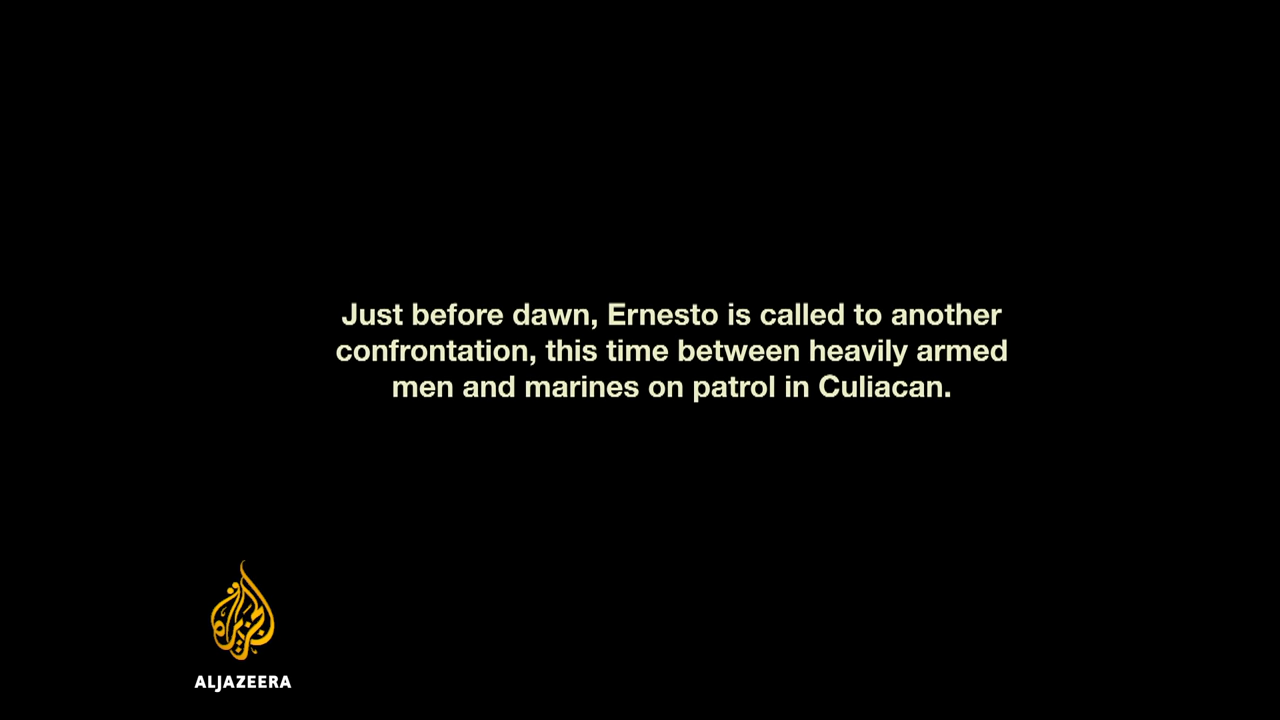 Just before dawn, Ernesto is called to another
confrontation, this time between heavily armed
men and marines on patrol in Culiacan.
الجزيرة
ALJAZEERA